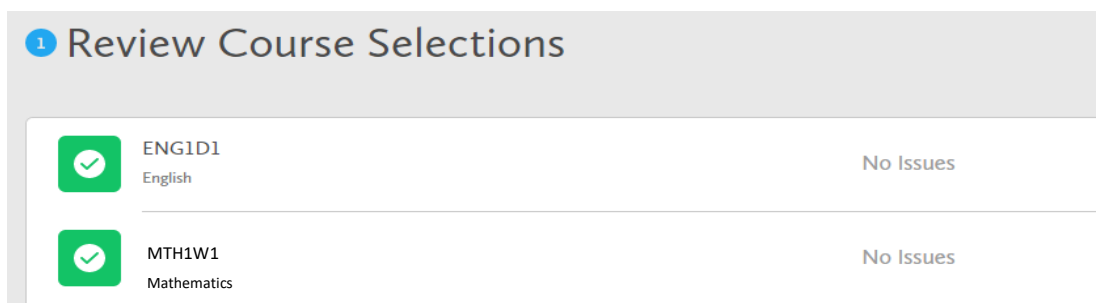 1 Review Course Selections
ENG1D1
English
No Issues
MTH1W1
Mathematics
No Issues